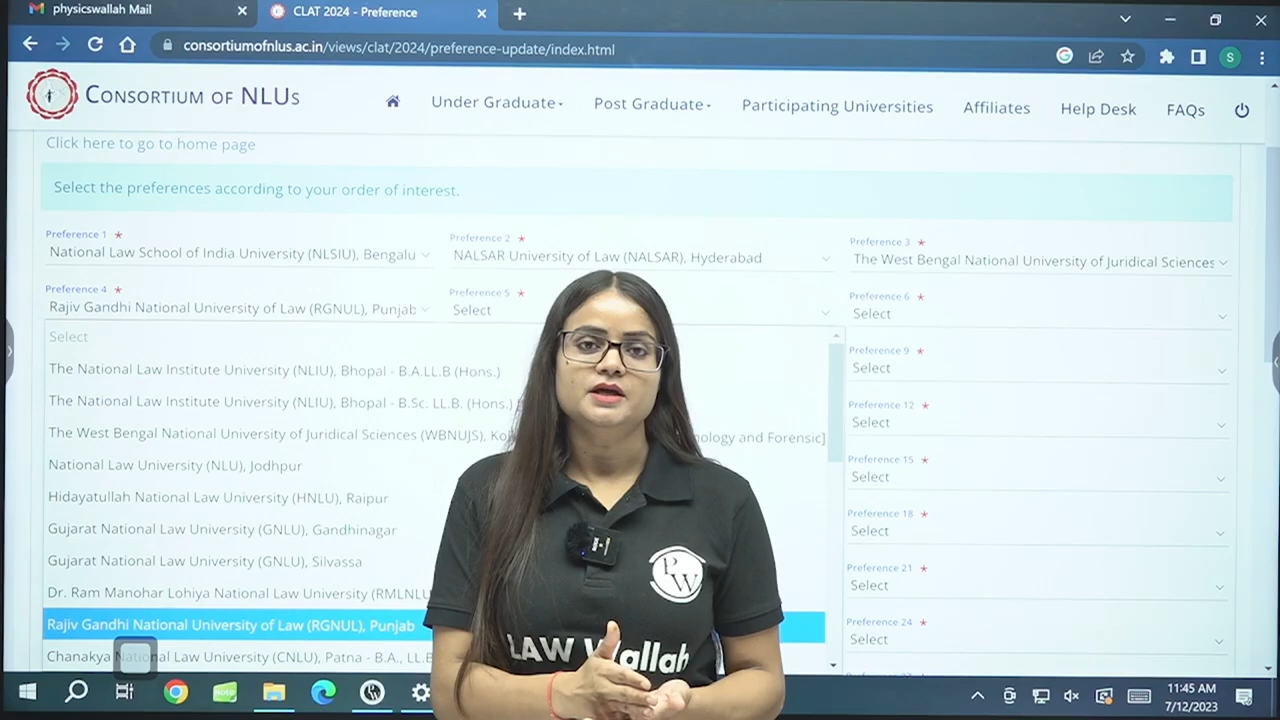 physicswallah Mail
CLAT 2024 - Preference
consortiumofnlus.ac.in/views/clat/2024/preference-update/index.html
S
CONSORTIUM OF NLUS
Under Graduate
Post Graduate
Participating Universities
Affiliates
Help Desk
FAQs
Click here to go to home page
Select the preferences according to your order of interest.
Preference 1 *
National Law School of India University (NLSIU), Bengalu
Preference 2 *
NALSAR University of Law (NALSAR), Hyderabad
Preference 3 *
The West Bengal National University of Juridical Sciences
Preference 4 *
Rajiv Gandhi National University of Law (RGNUL), Punjab
Preference 5 *
Select
Preference 6 *
Select
Select
The National Law Institute University (NLIU), Bhopal - B.A.LL.B (Hons.)
The National Law Institute University (NLIU), Bhopal - B.Sc. LL.B. (Hons.)
The West Bengal National University of Juridical Sciences (WBNUJS), Ko nology and Forensic]
National Law University (NLU), Jodhpur
Hidayatullah National Law University (HNLU), Raipur
Gujarat National Law University (GNLU), Gandhinagar
Gujarat National Law University (GNLU), Silvassa
Dr. Ram Manohar Lohiya National Law University (RMLNLU
Rajiv Gandhi National University of Law (RGNUL), Punjab
Chanakya National Law University (CNLU), Patna - B.A., LL.B
Preference 9 *
Select
Preference 12 *
Select
Preference 15 *
Select
Preference 18 *
Select
Preference 21 *
Select
Preference 24 *
Select
PW
LAW Wallah
11:45 AM
7/12/2023